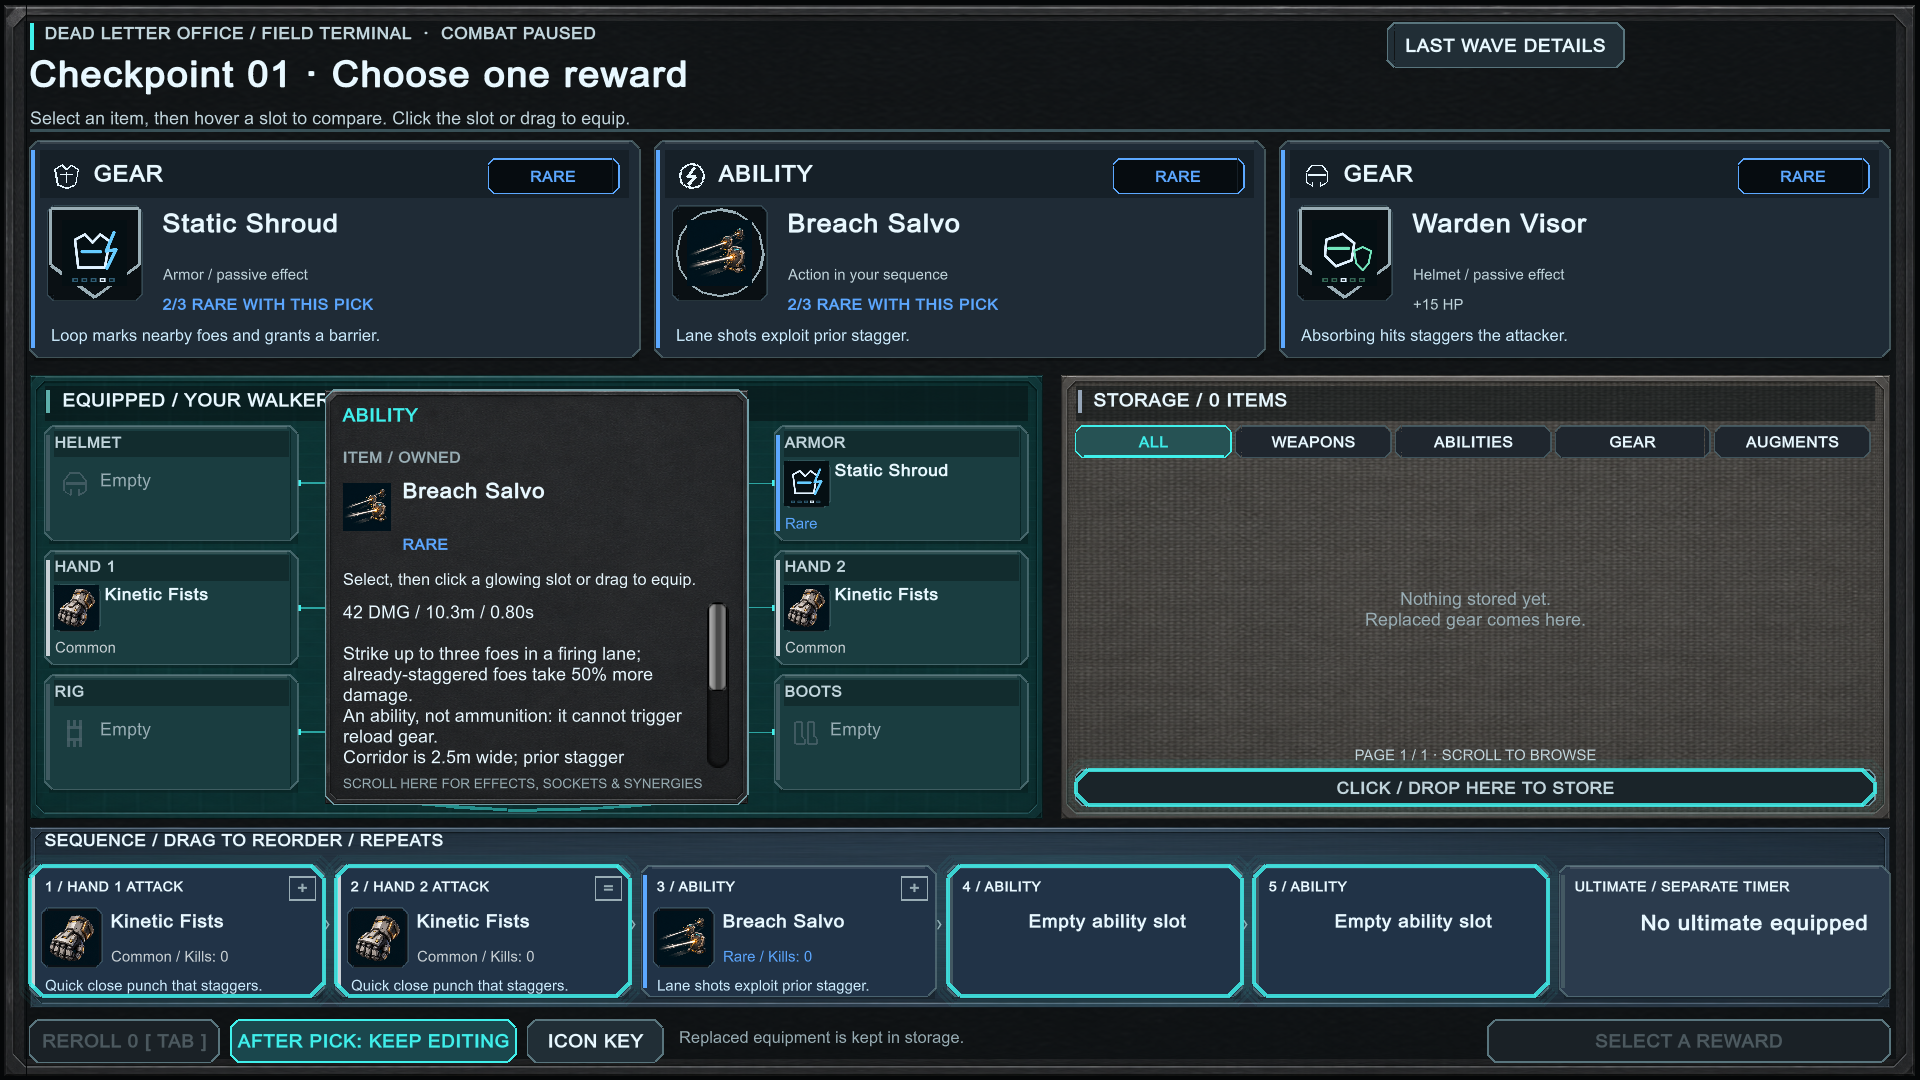 DEAD LETTER OFFICE / FIELD TERMINAL · COMBAT PAUSED
LAST WAVE DETAILS
Checkpoint 01 · Choose one reward
Select an item, then hover a slot to compare. Click the slot or drag to equip.
GEAR
RARE
Static Shroud
Armor / passive effect
2/3 RARE WITH THIS PICK
Loop marks nearby foes and grants a barrier.
ABILITY
RARE
Breach Salvo
Action in your sequence
2/3 RARE WITH THIS PICK
Lane shots exploit prior stagger.
GEAR
RARE
Warden Visor
Helmet / passive effect
+15 HP
Absorbing hits staggers the attacker.
EQUIPPED / YOUR WALKER
HELMET
Empty
HAND 1
Kinetic Fists
Common
RIG
Empty
ABILITY
ITEM / OWNED
Breach Salvo
RARE
Select, then click a glowing slot or drag to equip.
42 DMG / 10.3m / 0.80s
Strike up to three foes in a firing lane;
already-staggered foes take 50% more
damage.
An ability, not ammunition: it cannot trigger
reload gear.
Corridor is 2.5m wide; prior stagger
SCROLL HERE FOR EFFECTS, SOCKETS & SYNERGIES
ARMOR
Static Shroud
Rare
HAND 2
Kinetic Fists
Common
BOOTS
Empty
STORAGE / 0 ITEMS
ALL
WEAPONS
ABILITIES
GEAR
AUGMENTS
Nothing stored yet.
Replaced gear comes here.
PAGE 1 / 1 · SCROLL TO BROWSE
CLICK / DROP HERE TO STORE
SEQUENCE / DRAG TO REORDER / REPEATS
1 / HAND 1 ATTACK
+
Kinetic Fists
Common / Kills: 0
Quick close punch that staggers.
2 / HAND 2 ATTACK
=
Kinetic Fists
Common / Kills: 0
Quick close punch that staggers.
3 / ABILITY
+
Breach Salvo
Rare / Kills: 0
Lane shots exploit prior stagger.
4 / ABILITY
Empty ability slot
5 / ABILITY
Empty ability slot
ULTIMATE / SEPARATE TIMER
No ultimate equipped
REROLL 0 [ TAB ]
AFTER PICK: KEEP EDITING
ICON KEY
Replaced equipment is kept in storage.
SELECT A REWARD